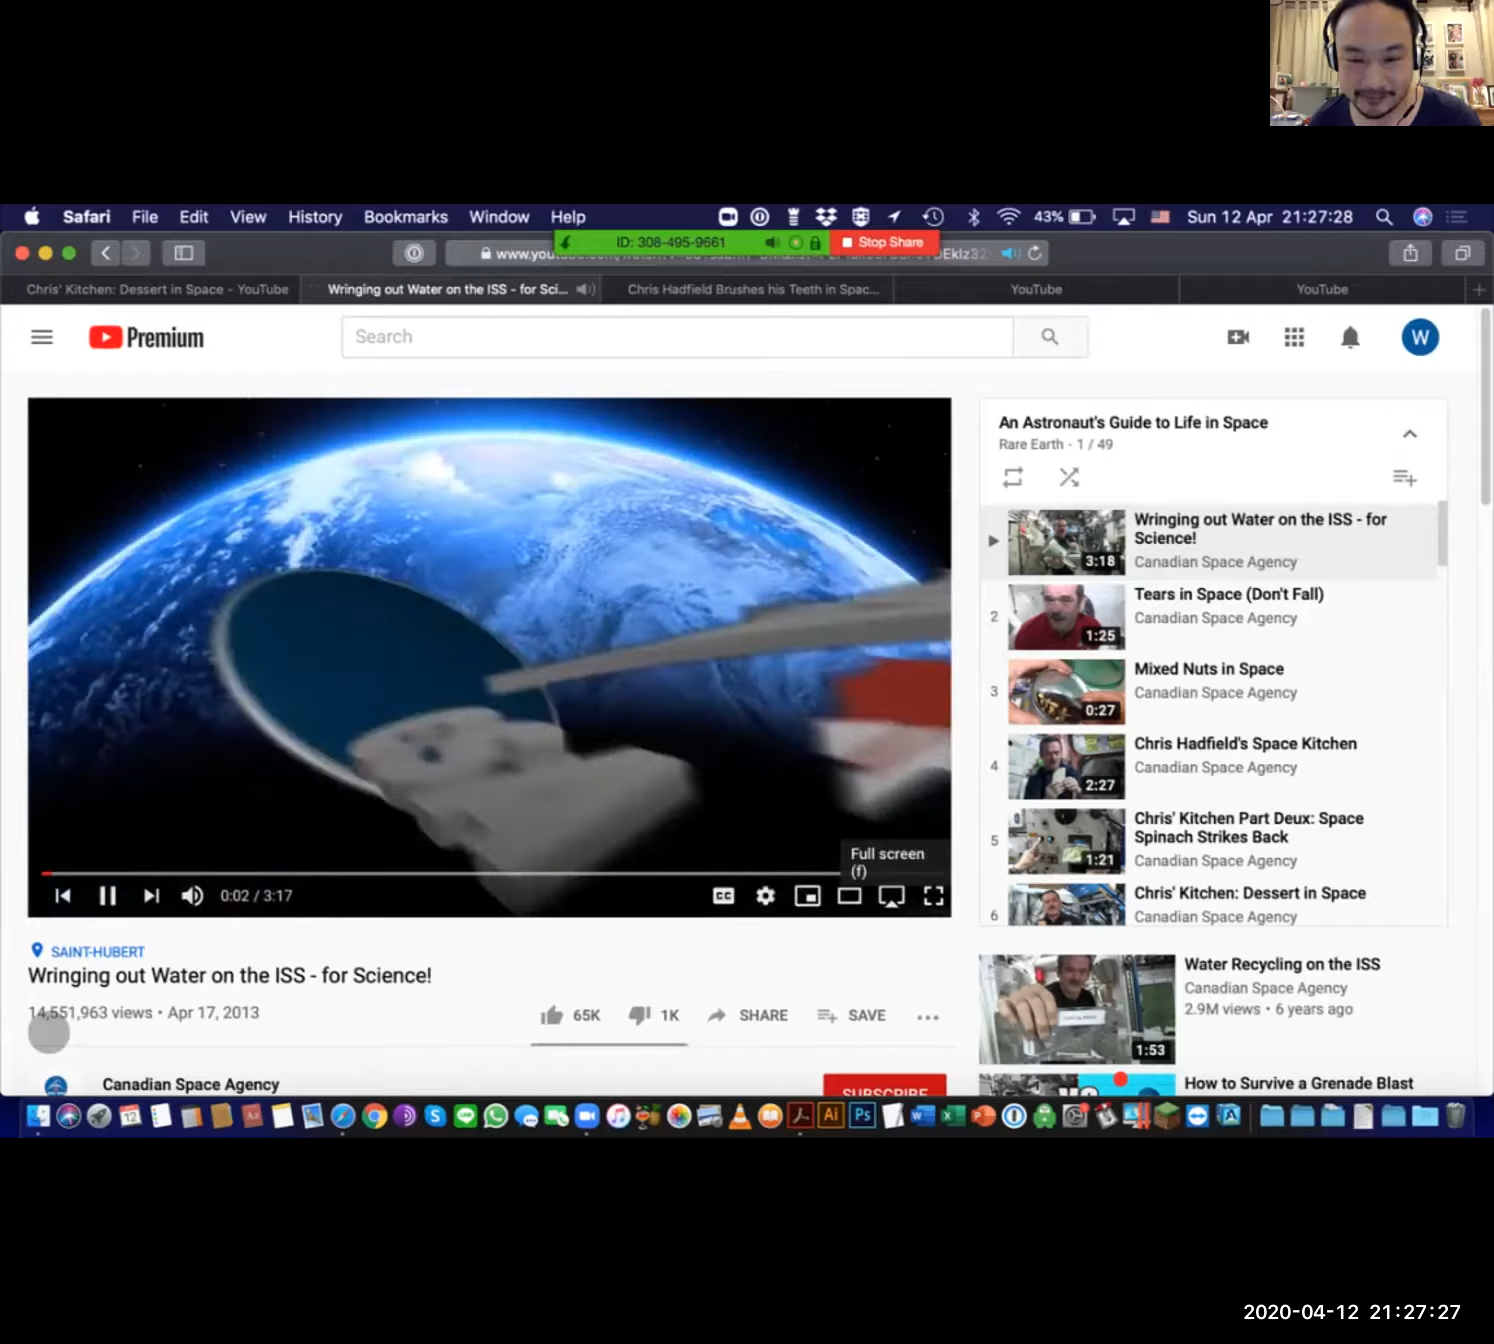 Safari File Edit View History Bookmarks Window Help 43% Sun 12 Apr 21:27:28
ID: 308-495-9661 Stop Share
www.you
Chris' Kitchen: Dessert in Space - YouTube
Wringing out Water on the ISS - for Sci...
Chris Hadfield Brushes his Teeth in Spac...
YouTube
YouTube
Premium
Search
W
An Astronaut's Guide to Life in Space
Rare Earth - 1 / 49
Wringing out Water on the ISS - for
Science!
Canadian Space Agency
3:18
2
Tears in Space (Don't Fall)
Canadian Space Agency
1:25
3
Mixed Nuts in Space
Canadian Space Agency
0:27
4
Chris Hadfield's Space Kitchen
Canadian Space Agency
2:27
5
Chris' Kitchen Part Deux: Space
Spinach Strikes Back
Canadian Space Agency
1:21
6
Chris' Kitchen: Dessert in Space
Canadian Space Agency
Full screen
(f)
0:02 / 3:17
CC
SAINT-HUBERT
Wringing out Water on the ISS - for Science!
14,551,963 views • Apr 17, 2013
65K 1K SHARE SAVE
Canadian Space Agency
SUBSCRIBE
Water Recycling on the ISS
Canadian Space Agency
2.9M views • 6 years ago
1:53
How to Survive a Grenade Blast
12
Ai
Ps
2020-04-12 21:27:27